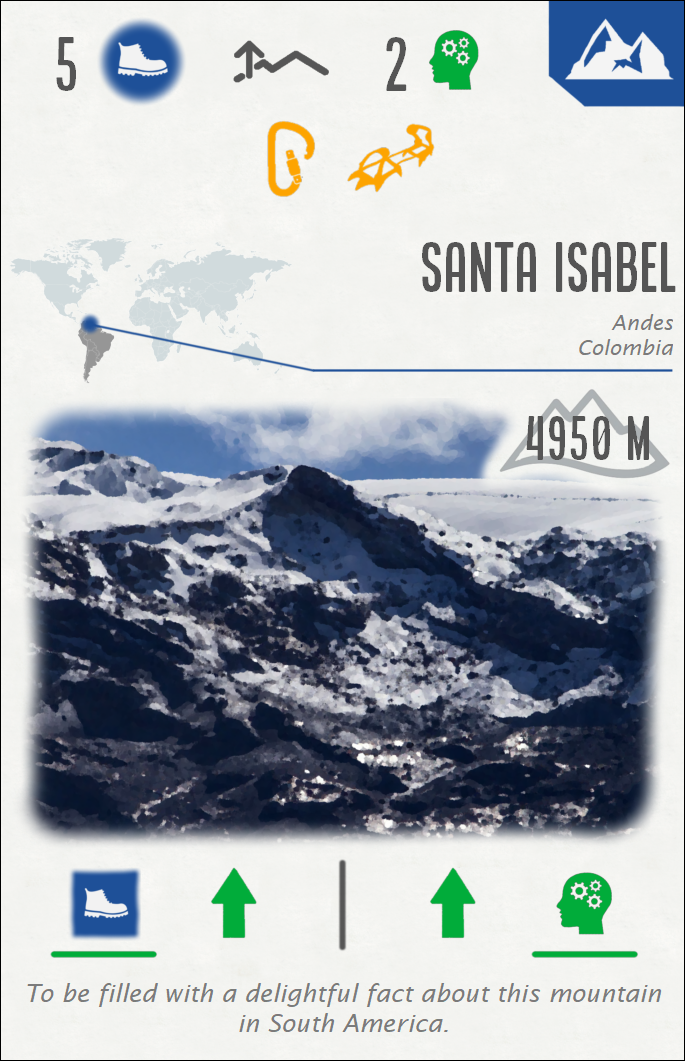 5
2
SANTA ISABEL
Andes
Colombia
4950 M
To be filled with a delightful fact about this mountain
in South America.